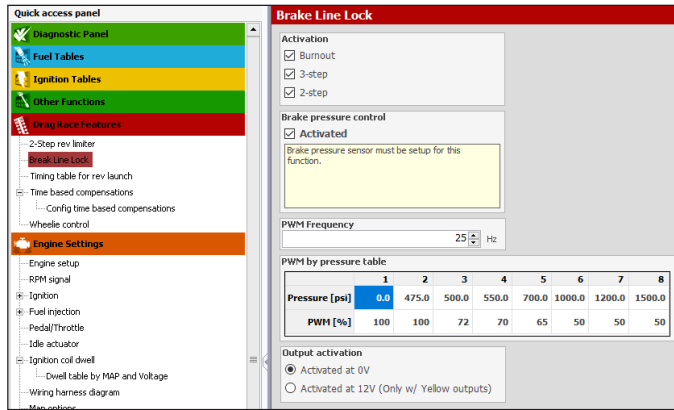 Quick access panel
Diagnostic Panel
Fuel Tables
Ignition Tables
Other Functions
Drag Race Features
2-Step rev limiter
Break Line Lock
Timing table for rev launch
Time based compensations
Config time based compensations
Wheelie control
Engine Settings
Engine setup
RPM signal
Ignition
Fuel injection
Pedal/Throttle
Idle actuator
Ignition coil dwell
Dwell table by MAP and Voltage
Wiring harness diagram
Map options
Brake Line Lock
Activation
Burnout
3-step
2-step
Brake pressure control
Activated
Brake pressure sensor must be setup for this
function.
PWM Frequency
25 Hz
PWM by pressure table
1 2 3 4 5 6 7 8
Pressure [psi] 0.0 475.0 500.0 550.0 700.0 1000.0 1200.0 1500.0
PWM [%] 100 100 72 70 65 50 50 50
Output activation
Activated at 0V
Activated at 12V (Only w/ Yellow outputs)